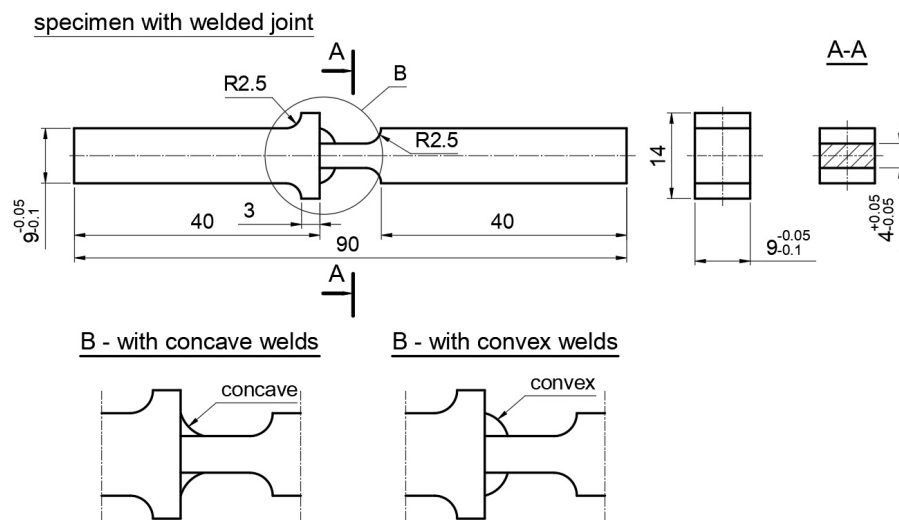 specimen with welded joint
A
A-A
B
R2.5
R2.5
14
3
40
40
90
9-0.05
-0.1
9-0.05
-0.1
4+0.05
-0.05
A
B - with concave welds
B - with convex welds
concave
convex